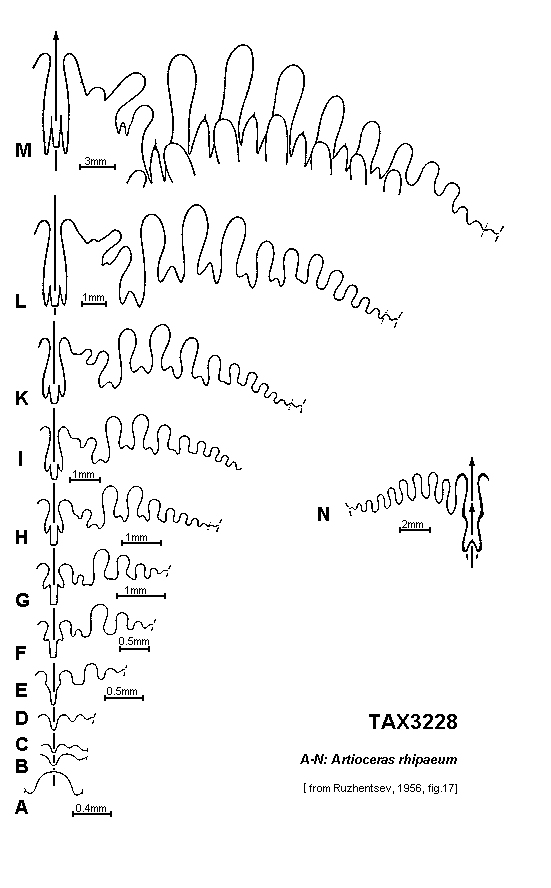 M
3mm
L
1mm
K
I
1mm
N
2mm
H
1mm
G
1mm
F
0.5mm
E
0.5mm
D
TAX3228
C
B
A-N: Artioceras rhipaeum
[ from Ruzhentsev, 1956, fig.17]
A
0.4mm